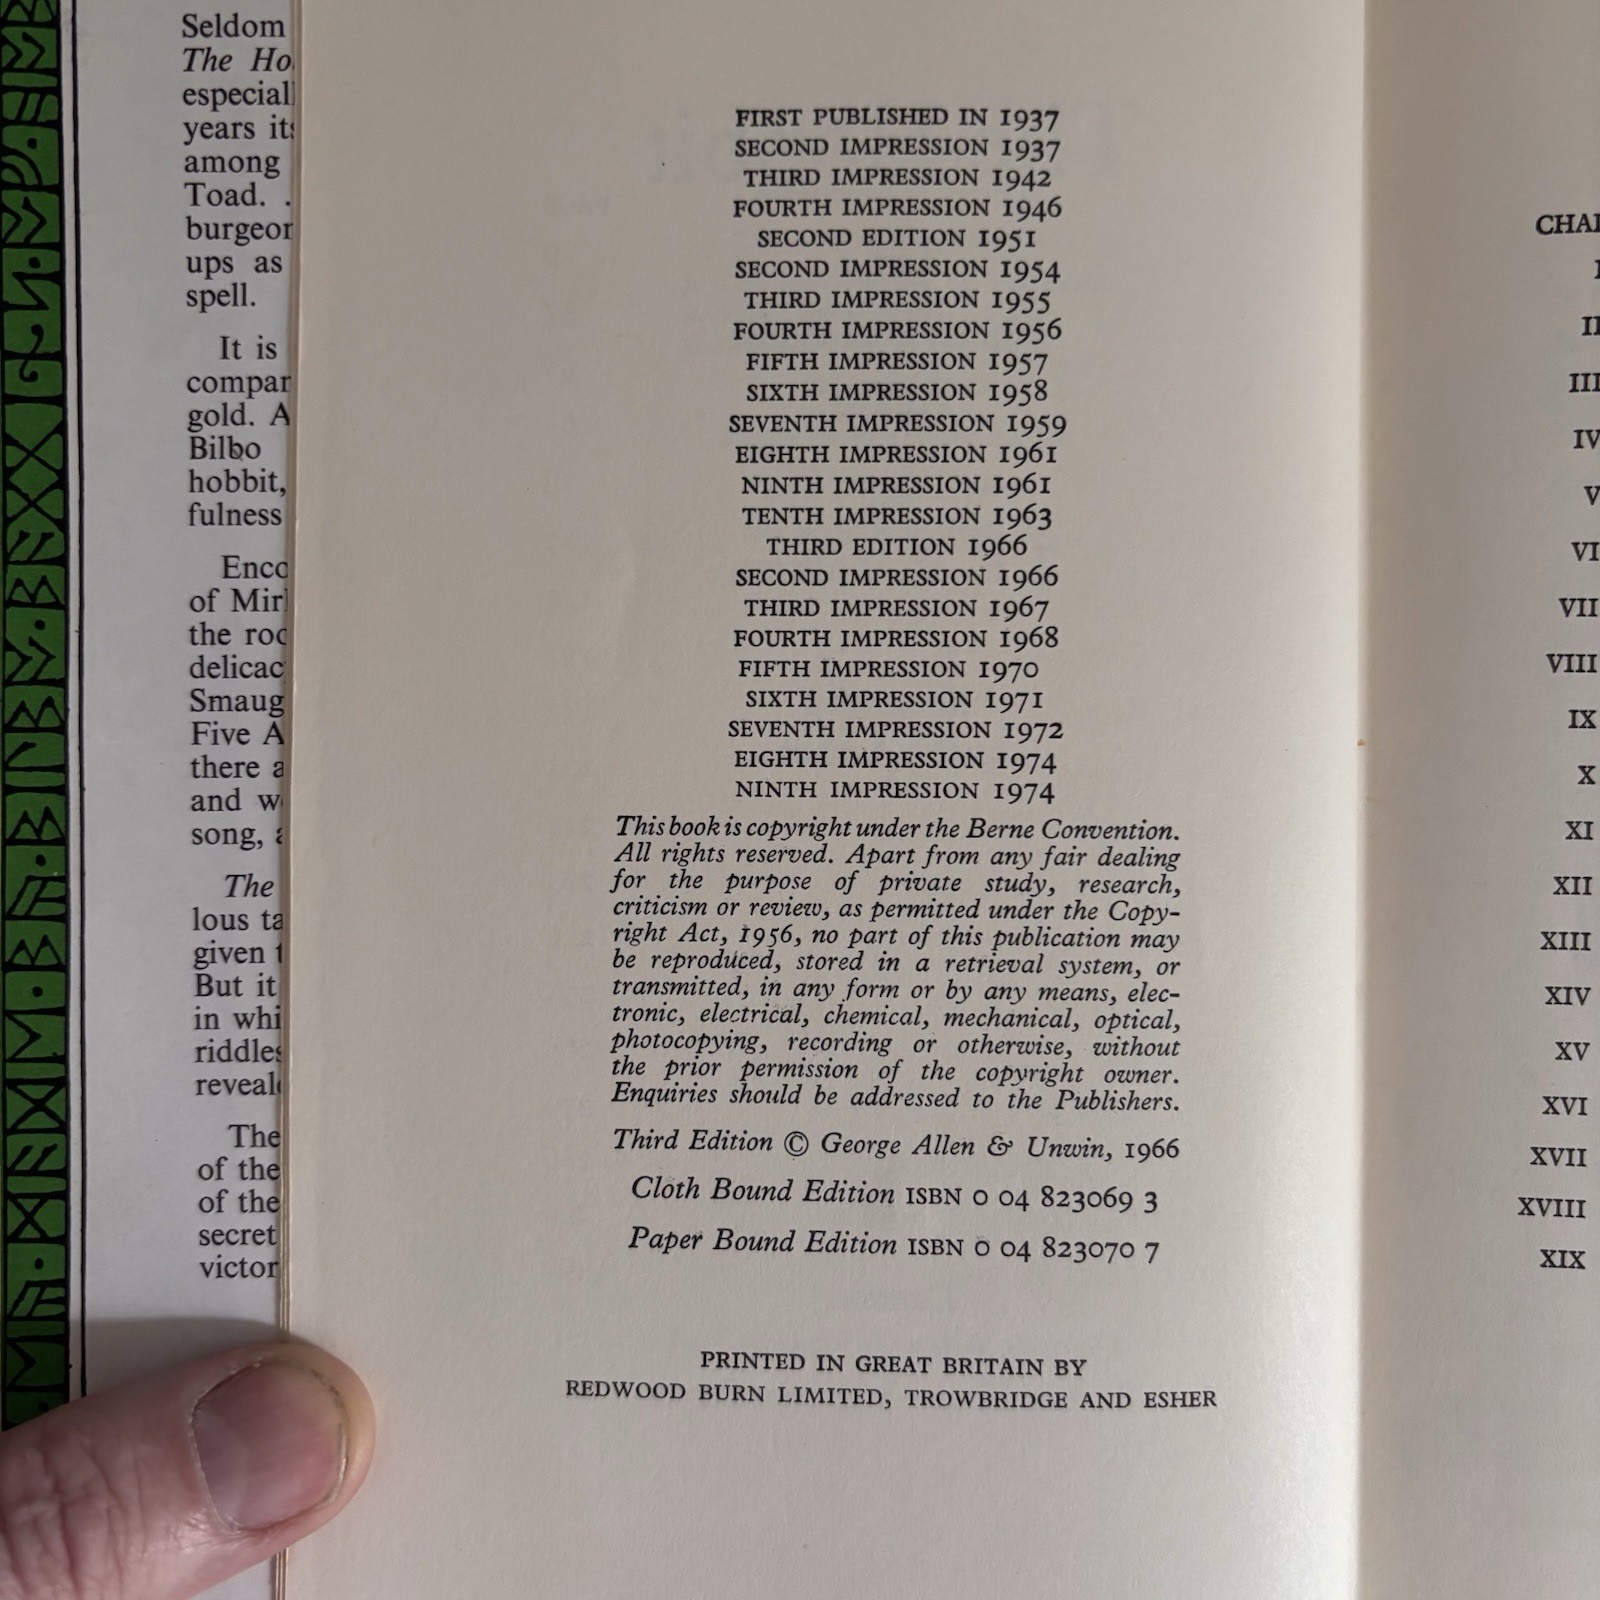 Seldom
The Ho
especiall
years its
among
Toad. .
burgeon
ups as
spell.
It is
compan
gold. A
Bilbo
hobbit,
fulness
Enco
of Mir
the roc
delicac
Smaug
Five A
there a
and w
song, a
The
lous ta
given t
But it
in whi
riddles
reveal
The
of the
of the
secret
victor
FIRST PUBLISHED IN 1937
SECOND IMPRESSION 1937
THIRD IMPRESSION 1942
FOURTH IMPRESSION 1946
SECOND EDITION 1951
SECOND IMPRESSION 1954
THIRD IMPRESSION 1955
FOURTH IMPRESSION 1956
FIFTH IMPRESSION 1957
SIXTH IMPRESSION 1958
SEVENTH IMPRESSION 1959
EIGHTH IMPRESSION 1961
NINTH IMPRESSION 1961
TENTH IMPRESSION 1963
THIRD EDITION 1966
SECOND IMPRESSION 1966
THIRD IMPRESSION 1967
FOURTH IMPRESSION 1968
FIFTH IMPRESSION 1970
SIXTH IMPRESSION 1971
SEVENTH IMPRESSION 1972
EIGHTH IMPRESSION 1974
NINTH IMPRESSION 1974
This book is copyright under the Berne Convention.
All rights reserved. Apart from any fair dealing
for the purpose of private study, research,
criticism or review, as permitted under the Copy-
right Act, 1956, no part of this publication may
be reproduced, stored in a retrieval system, or
transmitted, in any form or by any means, elec-
tronic, electrical, chemical, mechanical, optical,
photocopying, recording or otherwise, without
the prior permission of the copyright owner.
Enquiries should be addressed to the Publishers.
Third Edition © George Allen & Unwin, 1966
Cloth Bound Edition ISBN 0 04 823069 3
Paper Bound Edition ISBN 0 04 823070 7
PRINTED IN GREAT BRITAIN BY
REDWOOD BURN LIMITED, TROWBRIDGE AND ESHER
CHA
I
II
III
IV
V
VI
VII
VIII
IX
X
XI
XII
XIII
XIV
XV
XVI
XVII
XVIII
XIX